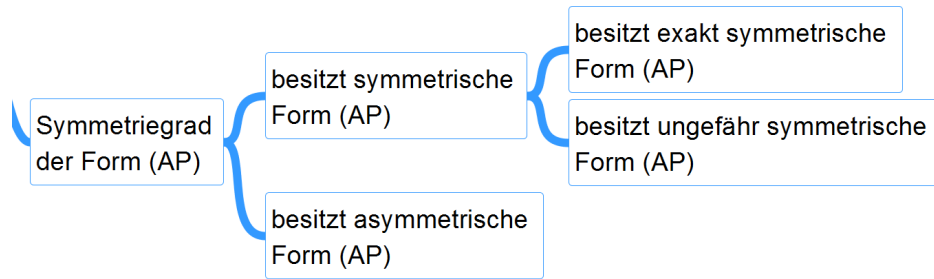 besitzt exakt symmetrische
Form (AP)
besitzt symmetrische
Form (AP)
besitzt ungefähr symmetrische
Form (AP)
Symmetriegrad
der Form (AP)
besitzt asymmetrische
Form (AP)